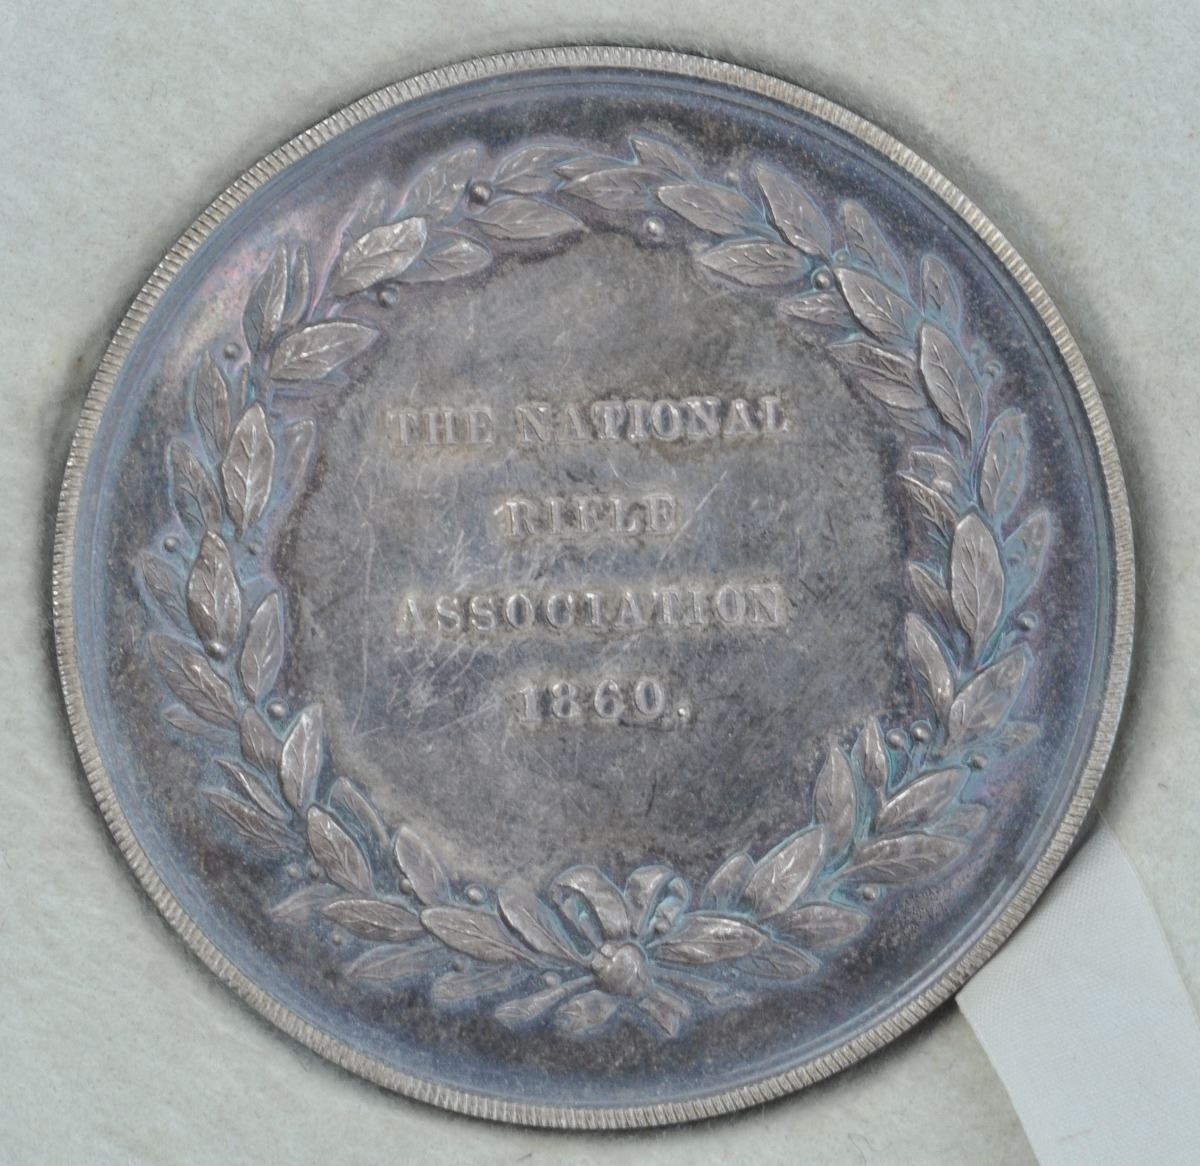 THE NATIONAL
RIFLE
ASSOCIATION
1860.